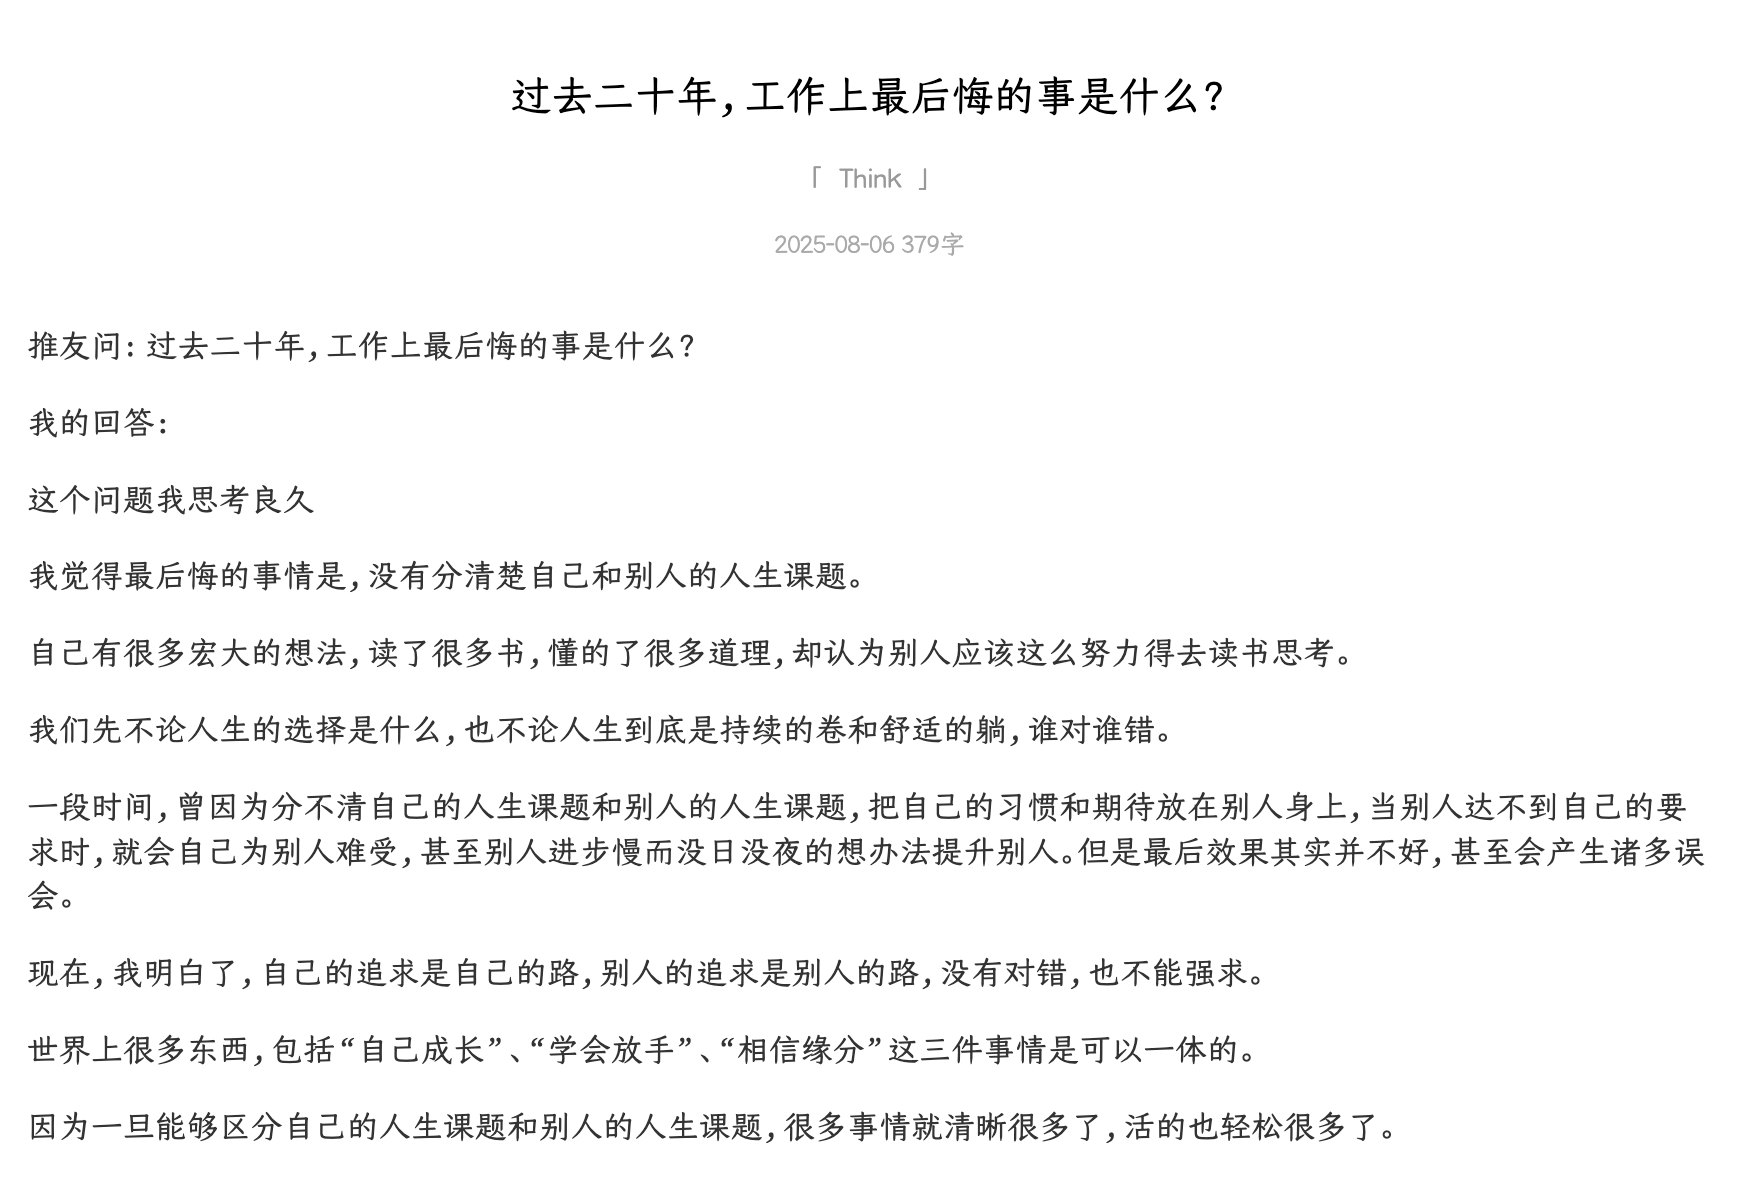 过去二十年,工作上最后悔的事是什么?
「 Think 」
2025-08-06 379字
推友问: 过去二十年,工作上最后悔的事是什么?
我的回答:
这个问题我思考良久
我觉得最后悔的事情是,没有分清楚自己和别人的人生课题。
自己有很多宏大的想法,读了很多书,懂的了很多道理,却认为别人应该这么努力得去读书思考。
我们先不论人生的选择是什么,也不论人生到底是持续的卷和舒适的躺,谁对谁错。
一段时间,曾因为分不清自己的人生课题和别人的人生课题,把自己的习惯和期待放在别人身上,当别人达不到自己的要
求时,就会自己为别人难受,甚至别人进步慢而没日没夜的想办法提升别人。但是最后效果其实并不好,甚至会产生诸多误
会。
现在,我明白了,自己的追求是自己的路,别人的追求是别人的路,没有对错,也不能强求。
世界上很多东西,包括“自己成长”、“学会放手”、“相信缘分”这三件事情是可以一体的。
因为一旦能够区分自己的人生课题和别人的人生课题,很多事情就清晰很多了,活的也轻松很多了。